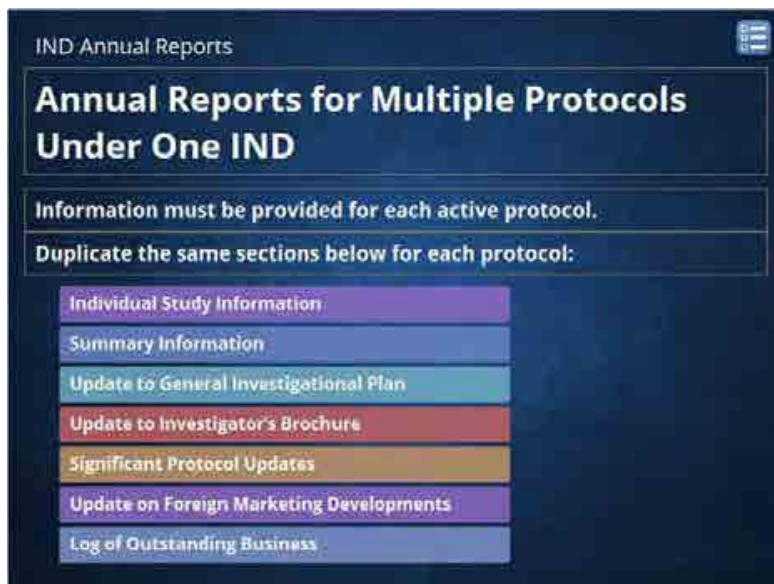 IND Annual Reports
Annual Reports for Multiple Protocols
Under One IND
Information must be provided for each active protocol.
Duplicate the same sections below for each protocol:
Individual Study Information
Summary Information
Update to General Investigational Plan
Update to Investigator's Brochure
Significant Protocol Updates
Update on Foreign Marketing Developments
Log of Outstanding Business